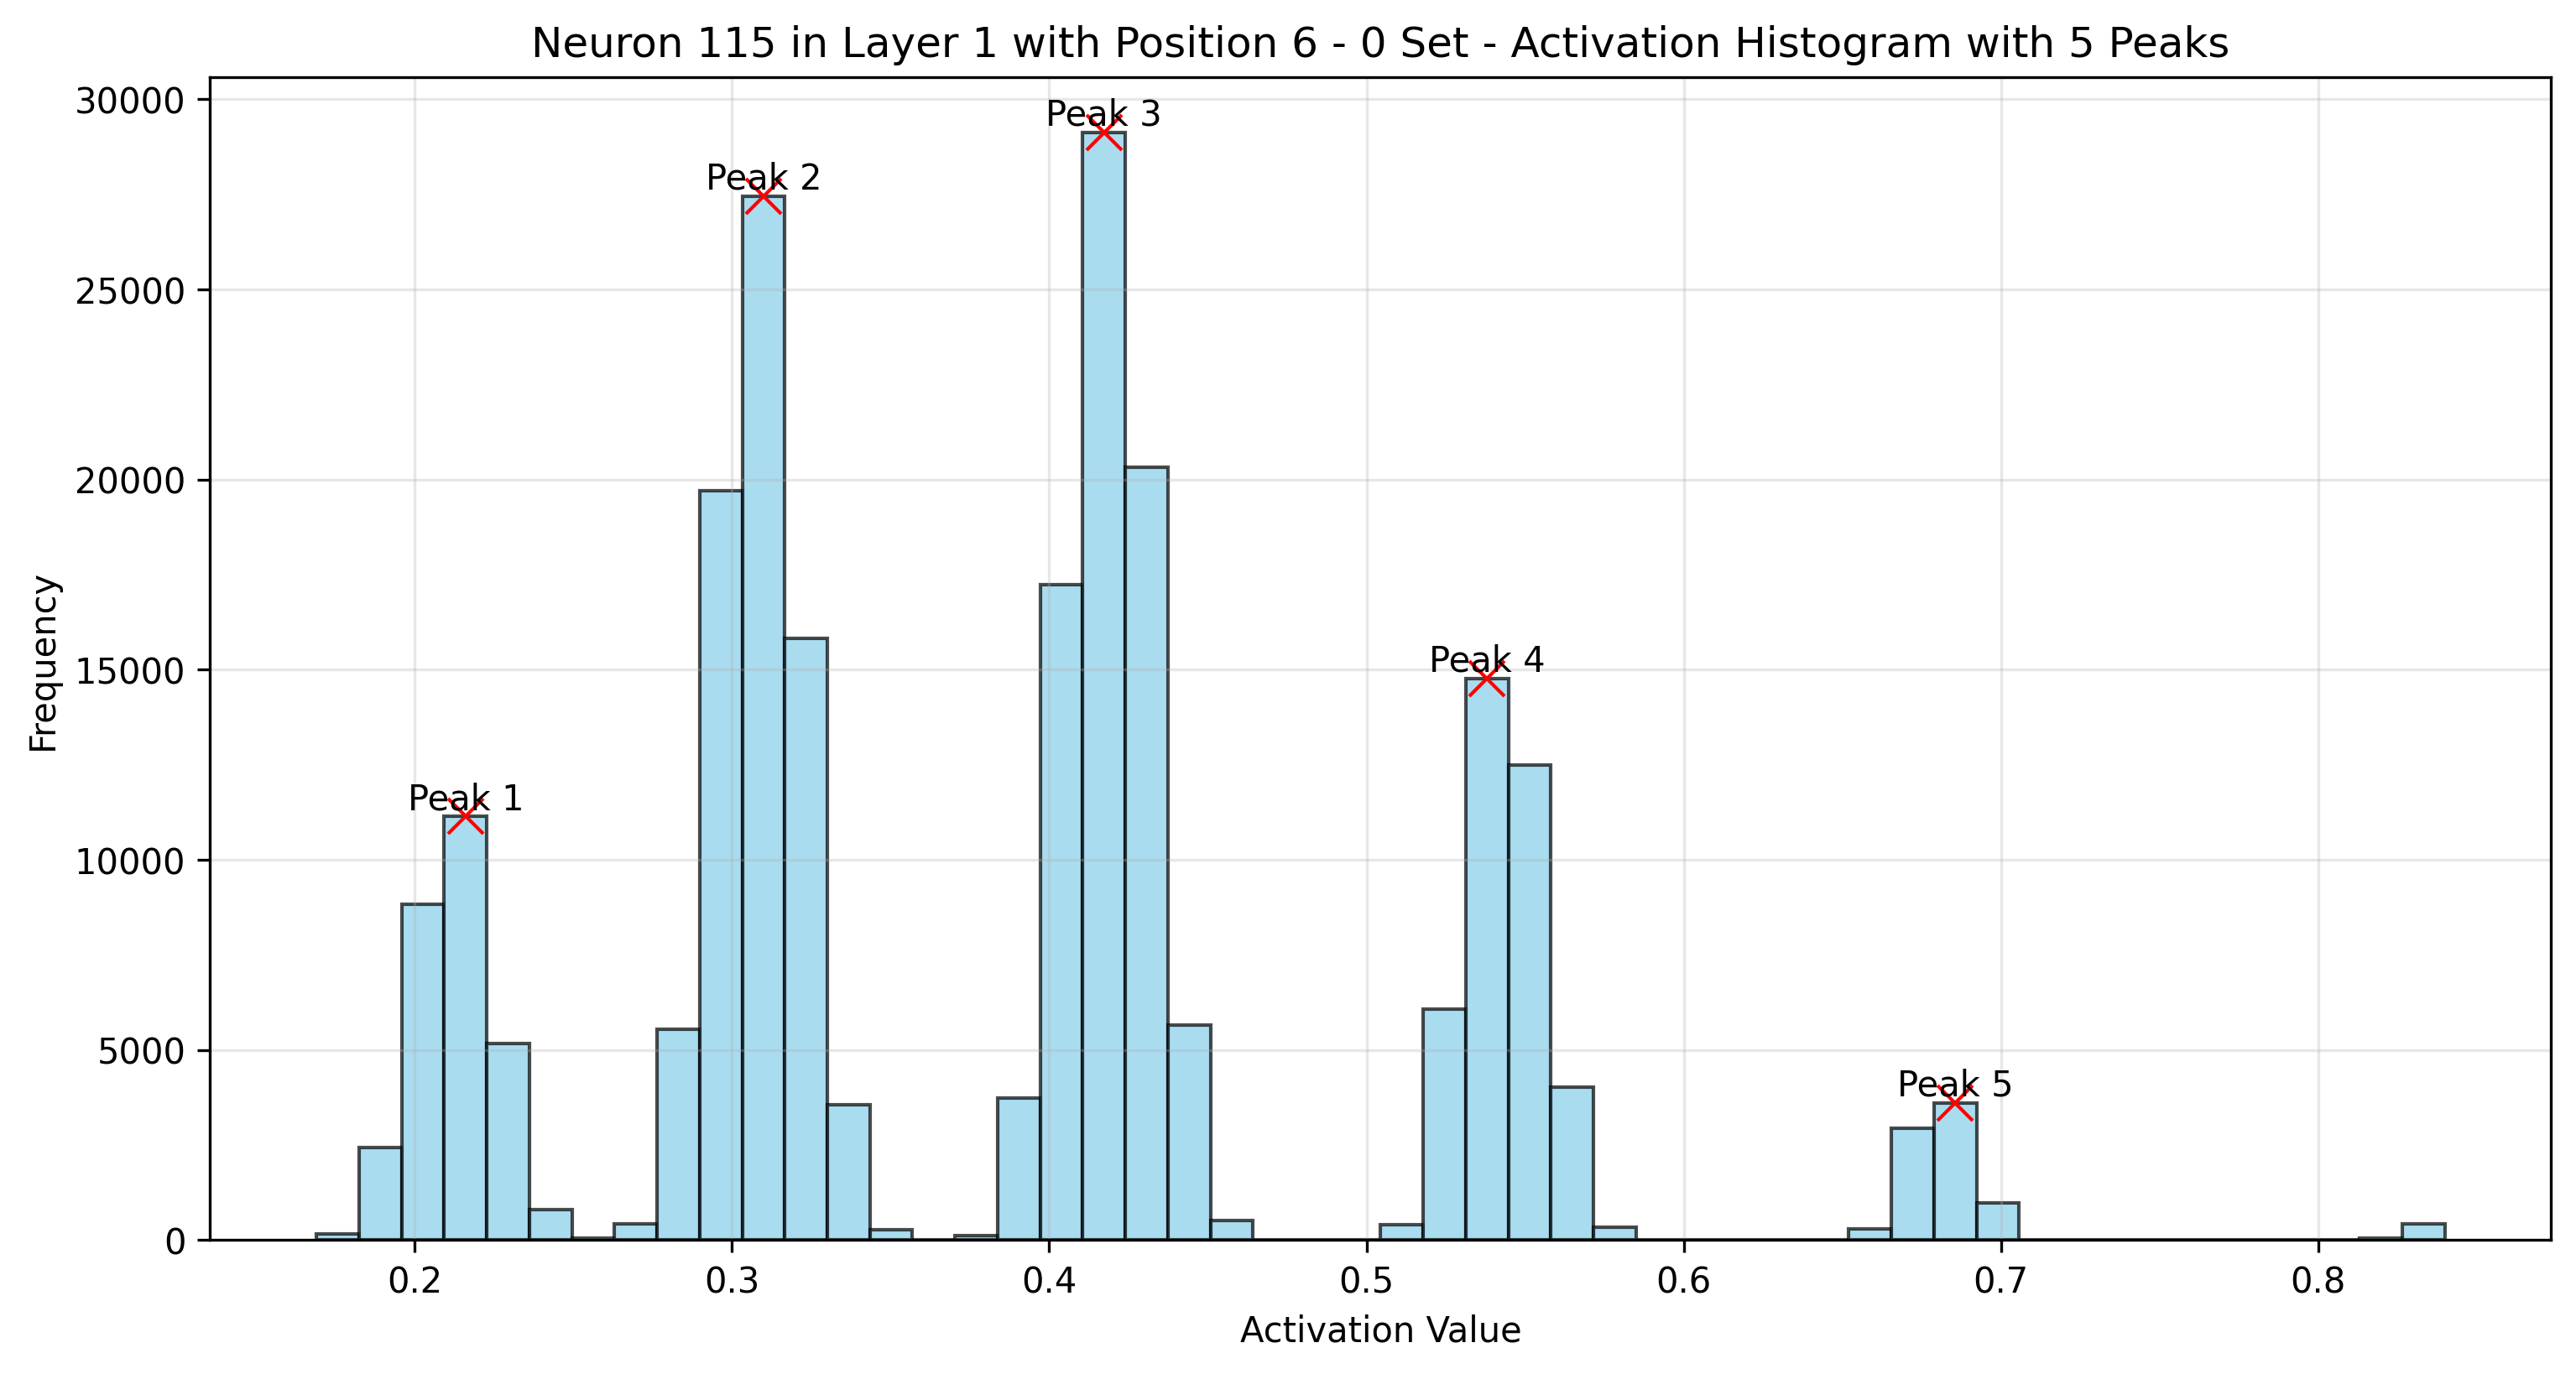 Neuron 115 in Layer 1 with Position 6 - 0 Set - Activation Histogram with 5 Peaks
30000
25000
20000
15000
10000
5000
0
Frequency
Peak 1
Peak 2
Peak 3
Peak 4
Peak 5
0.2 0.3 0.4 0.5 0.6 0.7 0.8
Activation Value